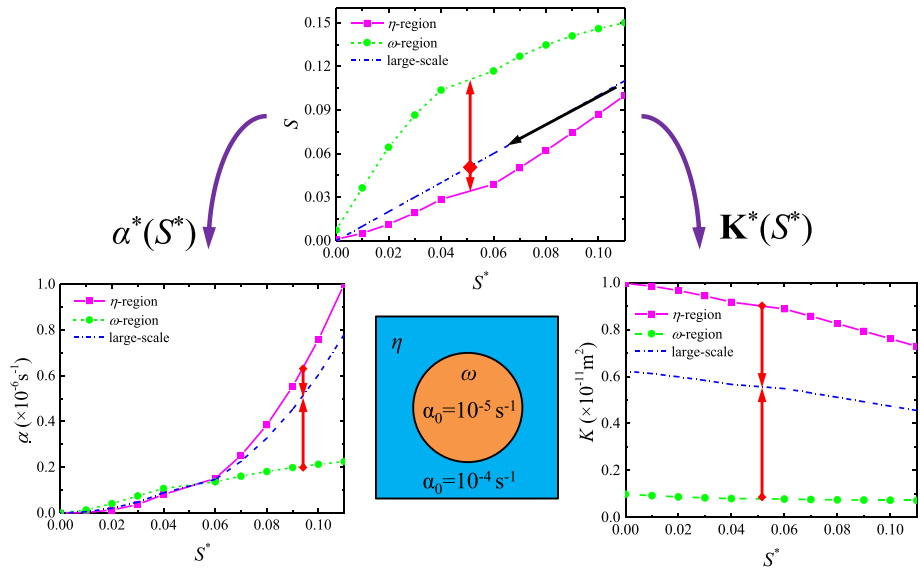 0.15
0.12
0.09
0.06
0.03
0.00
S
η-region
ω-region
large-scale
0.00 0.02 0.04 0.06 0.08 0.10
S*
α*(S*)
K*(S*)
1.0
0.8
0.6
0.4
0.2
0.0
α (×10⁻⁶s⁻¹)
η-region
ω-region
large-scale
0.00 0.02 0.04 0.06 0.08 0.10
S*
η
ω
α₀=10⁻⁵ s⁻¹
α₀=10⁻⁴ s⁻¹
1.0
0.8
0.6
0.4
0.2
0.0
K (×10⁻¹¹m²)
η-region
ω-region
large-scale
0.00 0.02 0.04 0.06 0.08 0.10
S*